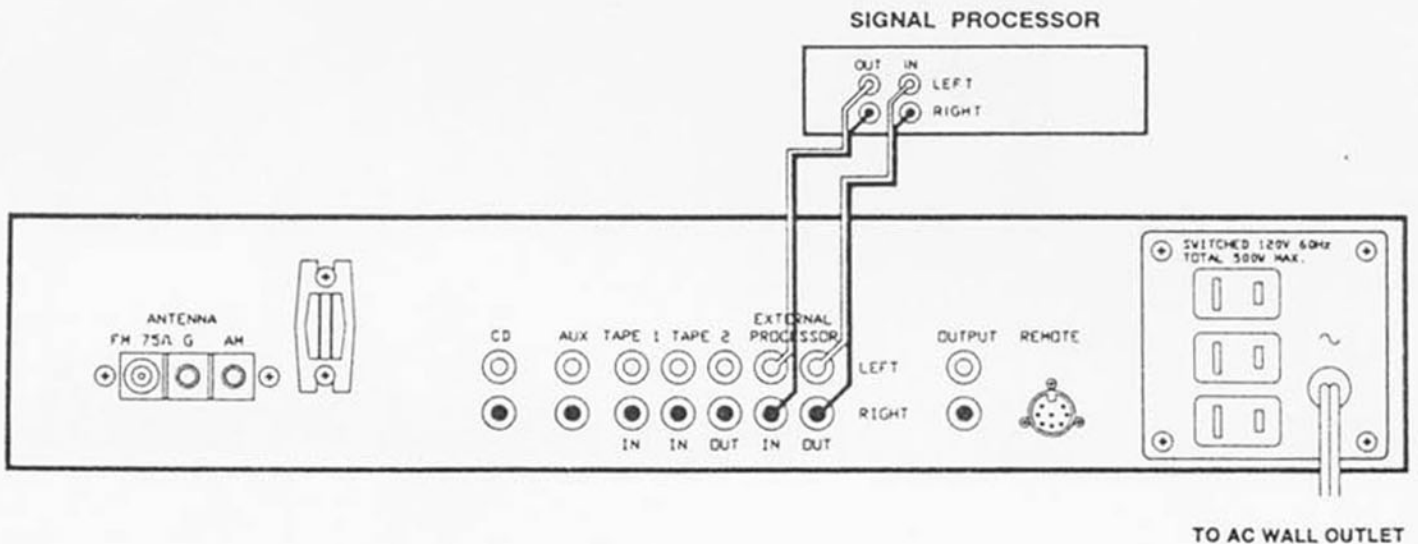 SIGNAL PROCESSOR
OUT IN
LEFT
RIGHT
SWITCHED 120V 60Hz
TOTAL 500W MAX.
ANTENNA
FM 75Ω G AM
CD AUX TAPE 1 TAPE 2 EXTERNAL PROCESSOR OUTPUT REMOTE
LEFT
RIGHT
IN IN OUT IN OUT
TO AC WALL OUTLET